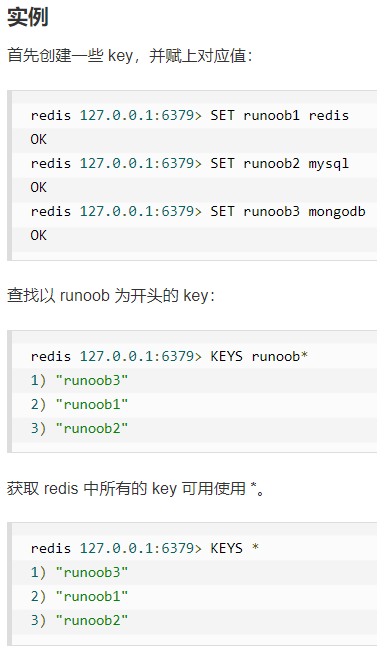 实例
首先创建一些 key，并赋上对应值：
redis 127.0.0.1:6379> SET runoob1 redis
OK
redis 127.0.0.1:6379> SET runoob2 mysql
OK
redis 127.0.0.1:6379> SET runoob3 mongodb
OK
查找以 runoob 为开头的 key：
redis 127.0.0.1:6379> KEYS runoob*
1) "runoob3"
2) "runoob1"
3) "runoob2"
获取 redis 中所有的 key 可用使用 *。
redis 127.0.0.1:6379> KEYS *
1) "runoob3"
2) "runoob1"
3) "runoob2"